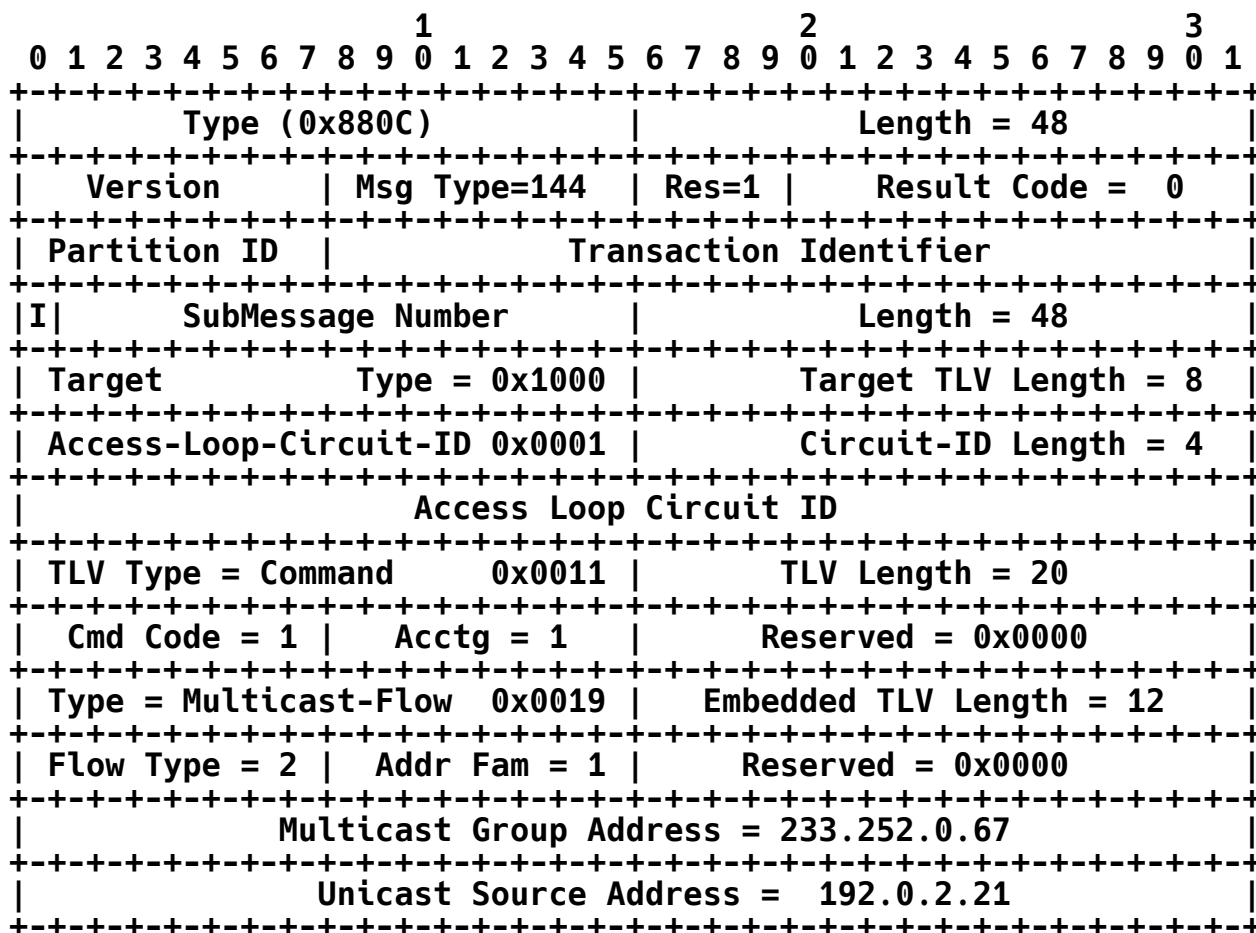 1                   2                   3
 0 1 2 3 4 5 6 7 8 9 0 1 2 3 4 5 6 7 8 9 0 1 2 3 4 5 6 7 8 9 0 1
+-+-+-+-+-+-+-+-+-+-+-+-+-+-+-+-+-+-+-+-+-+-+-+-+-+-+-+-+-+-+-+-+
|        Type (0x880C)          |           Length = 48         |
+-+-+-+-+-+-+-+-+-+-+-+-+-+-+-+-+-+-+-+-+-+-+-+-+-+-+-+-+-+-+-+-+
|   Version     | Msg Type=144  | Res=1 |    Result Code =  0   |
+-+-+-+-+-+-+-+-+-+-+-+-+-+-+-+-+-+-+-+-+-+-+-+-+-+-+-+-+-+-+-+-+
| Partition ID  |            Transaction Identifier             |
+-+-+-+-+-+-+-+-+-+-+-+-+-+-+-+-+-+-+-+-+-+-+-+-+-+-+-+-+-+-+-+-+
|I|      SubMessage Number      |           Length = 48         |
+-+-+-+-+-+-+-+-+-+-+-+-+-+-+-+-+-+-+-+-+-+-+-+-+-+-+-+-+-+-+-+-+
| Target          Type = 0x1000 |        Target TLV Length = 8  |
+-+-+-+-+-+-+-+-+-+-+-+-+-+-+-+-+-+-+-+-+-+-+-+-+-+-+-+-+-+-+-+-+
| Access-Loop-Circuit-ID 0x0001 |        Circuit-ID Length = 4  |
+-+-+-+-+-+-+-+-+-+-+-+-+-+-+-+-+-+-+-+-+-+-+-+-+-+-+-+-+-+-+-+-+
|                    Access Loop Circuit ID                     |
+-+-+-+-+-+-+-+-+-+-+-+-+-+-+-+-+-+-+-+-+-+-+-+-+-+-+-+-+-+-+-+-+
| TLV Type = Command     0x0011 |       TLV Length = 20         |
+-+-+-+-+-+-+-+-+-+-+-+-+-+-+-+-+-+-+-+-+-+-+-+-+-+-+-+-+-+-+-+-+
|  Cmd Code = 1 |   Acctg = 1   |      Reserved = 0x0000        |
+-+-+-+-+-+-+-+-+-+-+-+-+-+-+-+-+-+-+-+-+-+-+-+-+-+-+-+-+-+-+-+-+
| Type = Multicast-Flow  0x0019 |   Embedded TLV Length = 12    |
+-+-+-+-+-+-+-+-+-+-+-+-+-+-+-+-+-+-+-+-+-+-+-+-+-+-+-+-+-+-+-+-+
| Flow Type = 2 |  Addr Fam = 1 |     Reserved = 0x0000         |
+-+-+-+-+-+-+-+-+-+-+-+-+-+-+-+-+-+-+-+-+-+-+-+-+-+-+-+-+-+-+-+-+
|             Multicast Group Address = 233.252.0.67            |
+-+-+-+-+-+-+-+-+-+-+-+-+-+-+-+-+-+-+-+-+-+-+-+-+-+-+-+-+-+-+-+-+
|               Unicast Source Address =  192.0.2.21            |
+-+-+-+-+-+-+-+-+-+-+-+-+-+-+-+-+-+-+-+-+-+-+-+-+-+-+-+-+-+-+-+-+